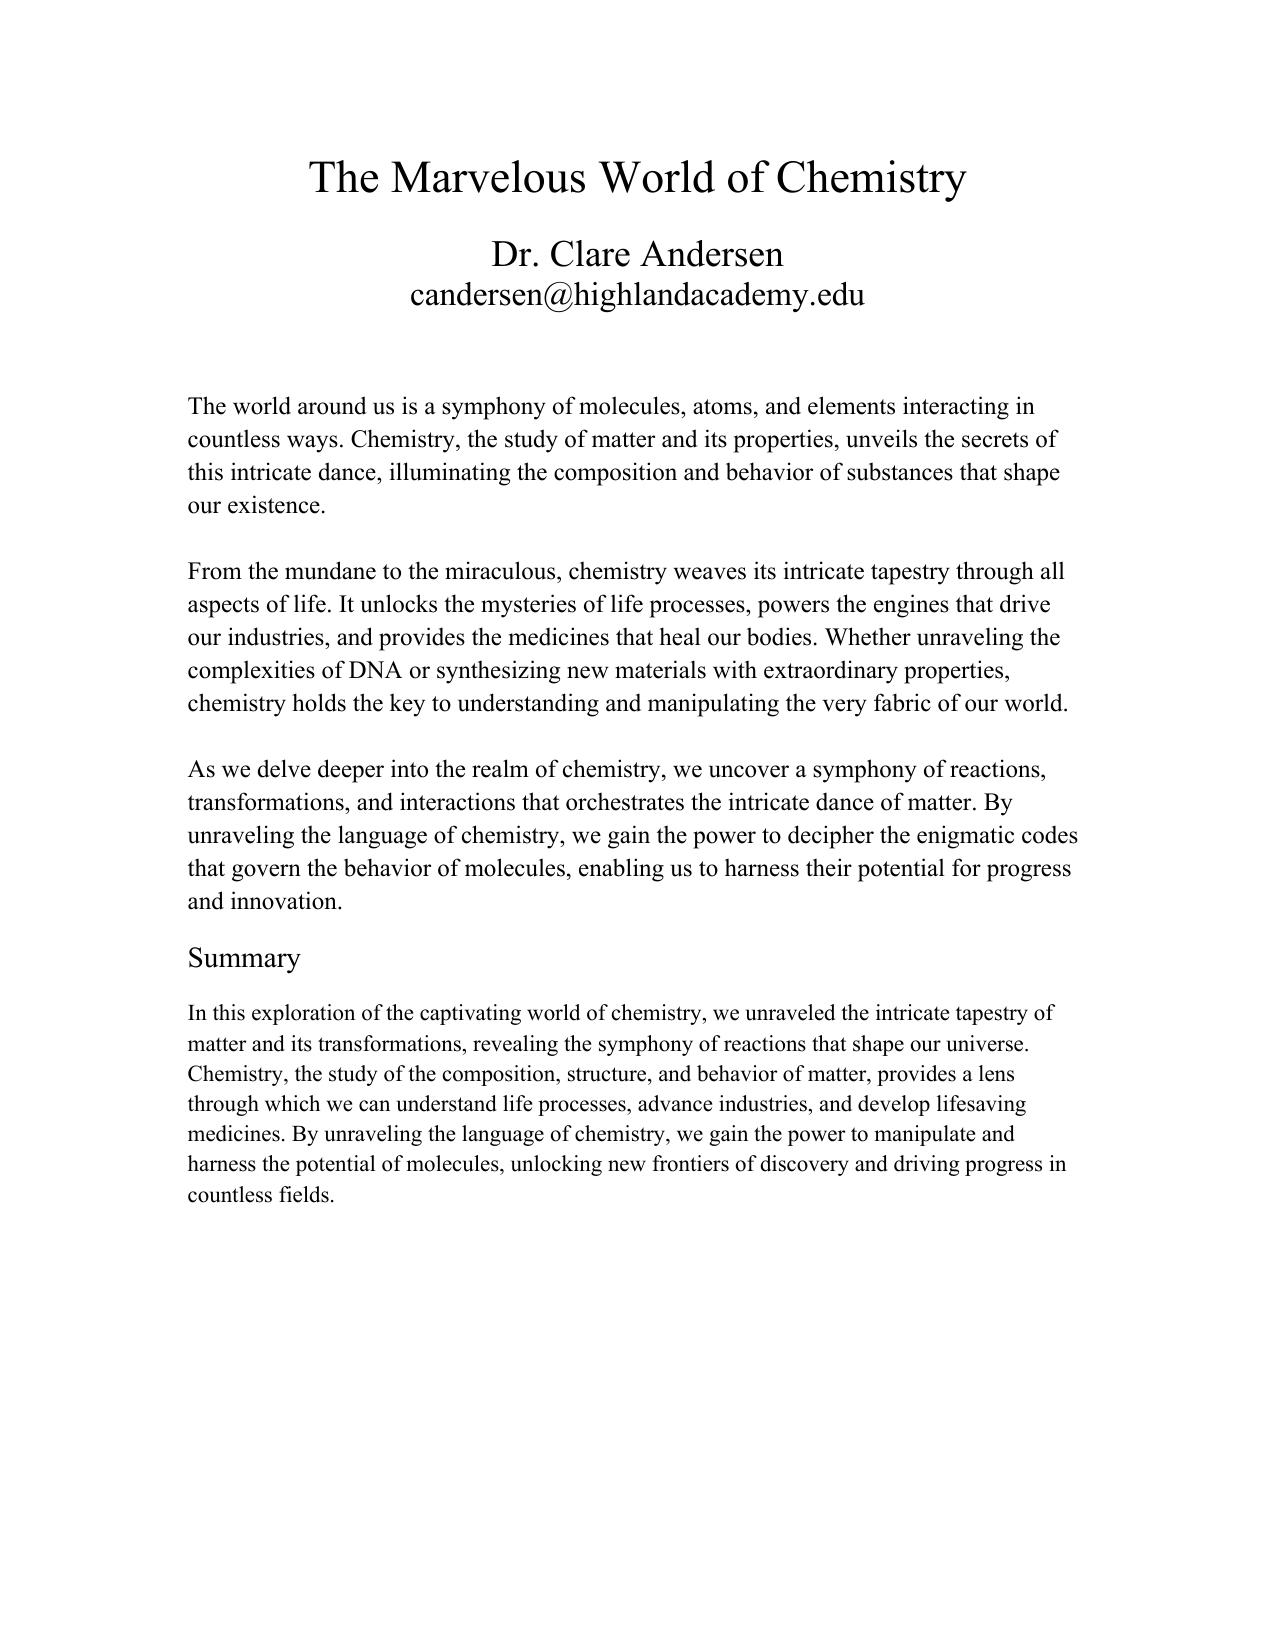 The Marvelous World of Chemistry
Dr. Clare Andersen
candersen@highlandacademy.edu
The world around us is a symphony of molecules, atoms, and elements interacting in
countless ways. Chemistry, the study of matter and its properties, unveils the secrets of
this intricate dance, illuminating the composition and behavior of substances that shape
our existence.
From the mundane to the miraculous, chemistry weaves its intricate tapestry through all
aspects of life. It unlocks the mysteries of life processes, powers the engines that drive
our industries, and provides the medicines that heal our bodies. Whether unraveling the
complexities of DNA or synthesizing new materials with extraordinary properties,
chemistry holds the key to understanding and manipulating the very fabric of our world.
As we delve deeper into the realm of chemistry, we uncover a symphony of reactions,
transformations, and interactions that orchestrates the intricate dance of matter. By
unraveling the language of chemistry, we gain the power to decipher the enigmatic codes
that govern the behavior of molecules, enabling us to harness their potential for progress
and innovation.
Summary
In this exploration of the captivating world of chemistry, we unraveled the intricate tapestry of
matter and its transformations, revealing the symphony of reactions that shape our universe.
Chemistry, the study of the composition, structure, and behavior of matter, provides a lens
through which we can understand life processes, advance industries, and develop lifesaving
medicines. By unraveling the language of chemistry, we gain the power to manipulate and
harness the potential of molecules, unlocking new frontiers of discovery and driving progress in
countless fields.